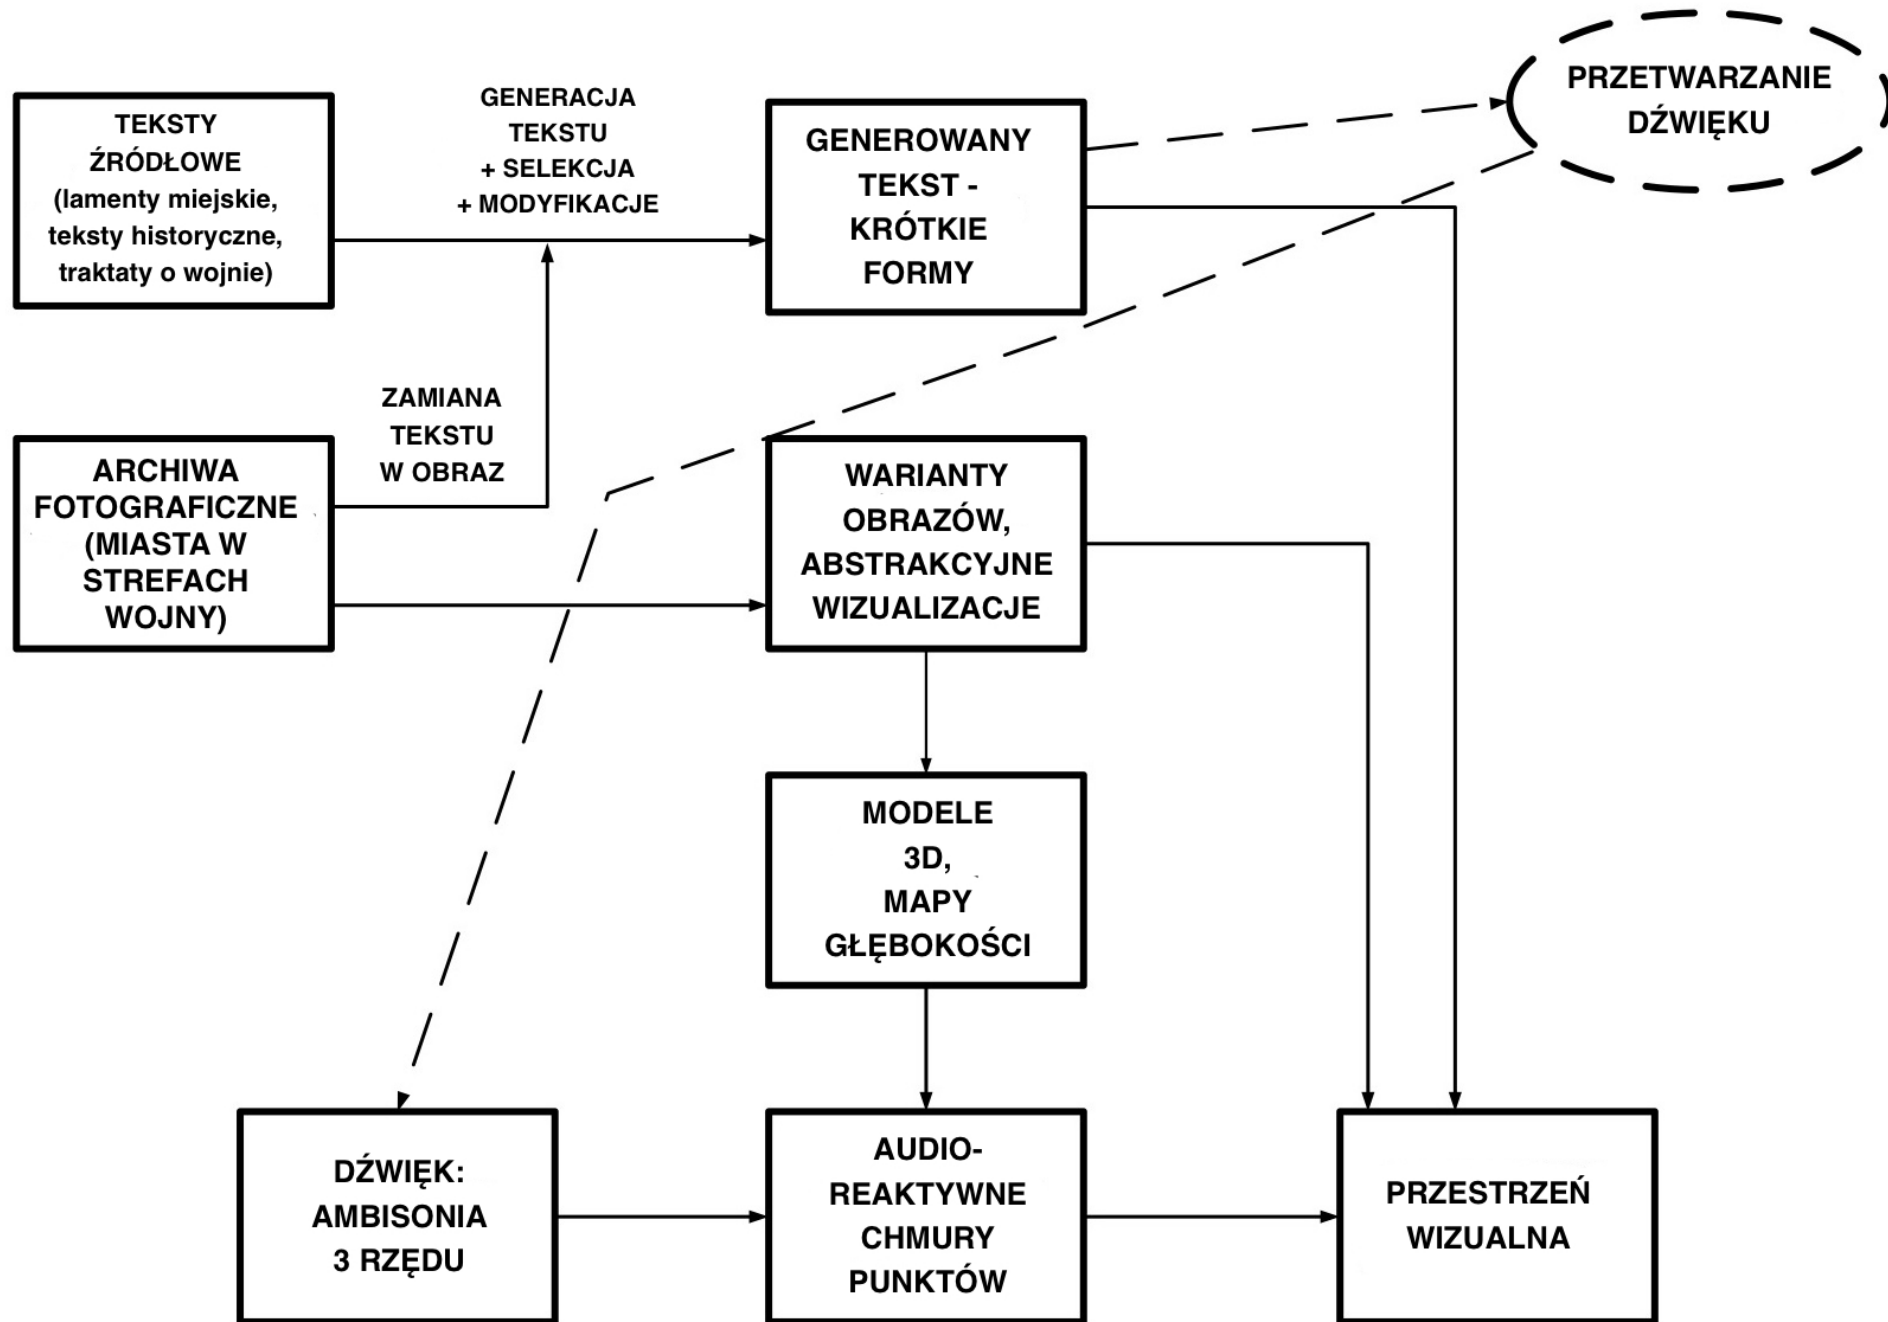 TEKSTY
ŹRÓDŁOWE
(lamenty miejskie,
teksty historyczne,
traktaty o wojnie)
GENERACJA
TEKSTU
+ SELEKCJA
+ MODYFIKACJE
GENEROWANY
TEKST -
KRÓTKIE
FORMY
PRZETWARZANIE
DŹWIĘKU
ZAMIANA
TEKSTU
W OBRAZ
ARCHIWA
FOTOGRAFICZNE
(MIASTA W
STREFACH
WOJNY)
WARIANTY
OBRAZÓW,
ABSTRAKCYJNE
WIZUALIZACJE
MODELE
3D,
MAPY
GŁĘBOKOŚCI
DŹWIĘK:
AMBISONIA
3 RZĘDU
AUDIO-
REAKTYWNE
CHMURY
PUNKTÓW
PRZESTRZEŃ
WIZUALNA